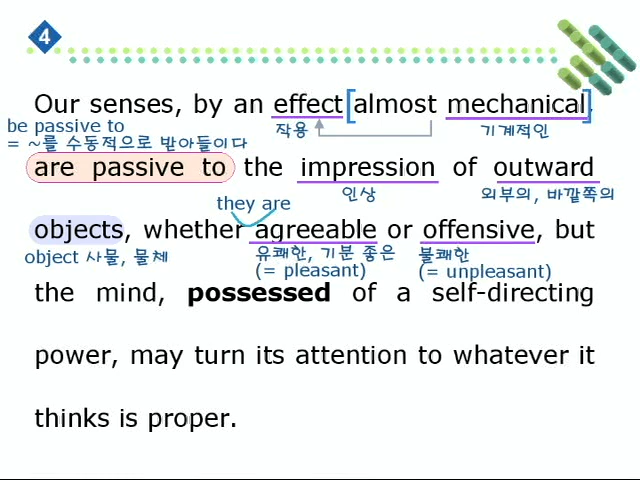 4
Our senses, by an effect [almost mechanical],
be passive to
= ~를 수동적으로 받아들이다
작용
기계적인
are passive to the impression of outward
they are
인상
외부의, 바깥쪽의
objects, whether agreeable or offensive, but
object 사물, 물체
유쾌한, 기분 좋은
(= pleasant)
불쾌한
(= unpleasant)
the mind, possessed of a self-directing
power, may turn its attention to whatever it
thinks is proper.